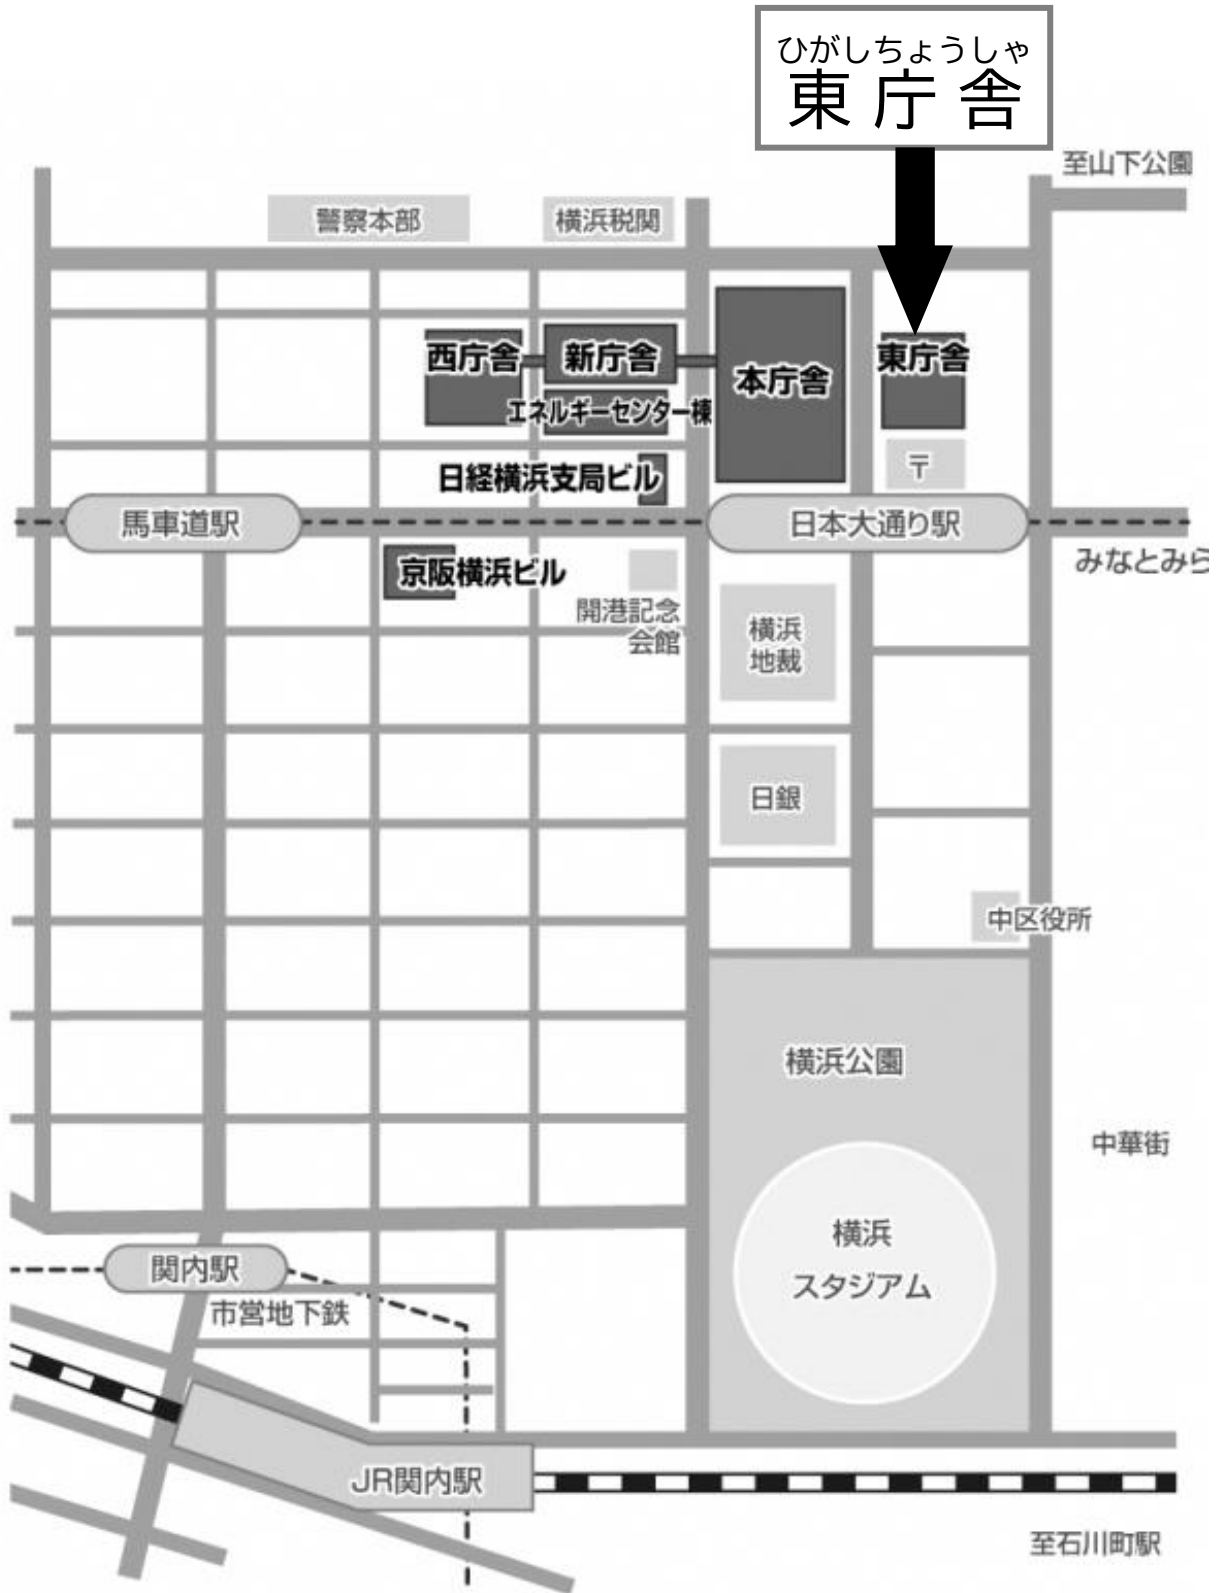 ひがしちょうしゃ
東庁舎
至山下公園
警察本部
横浜税関
西庁舎
新庁舎
本庁舎
東庁舎
エネルギーセンター棟
〒
日経横浜支局ビル
馬車道駅
日本大通り駅
みなとみら
京阪横浜ビル
開港記念
会館
横浜
地裁
日銀
中区役所
横浜公園
中華街
横浜
スタジアム
関内駅
市営地下鉄
JR関内駅
至石川町駅